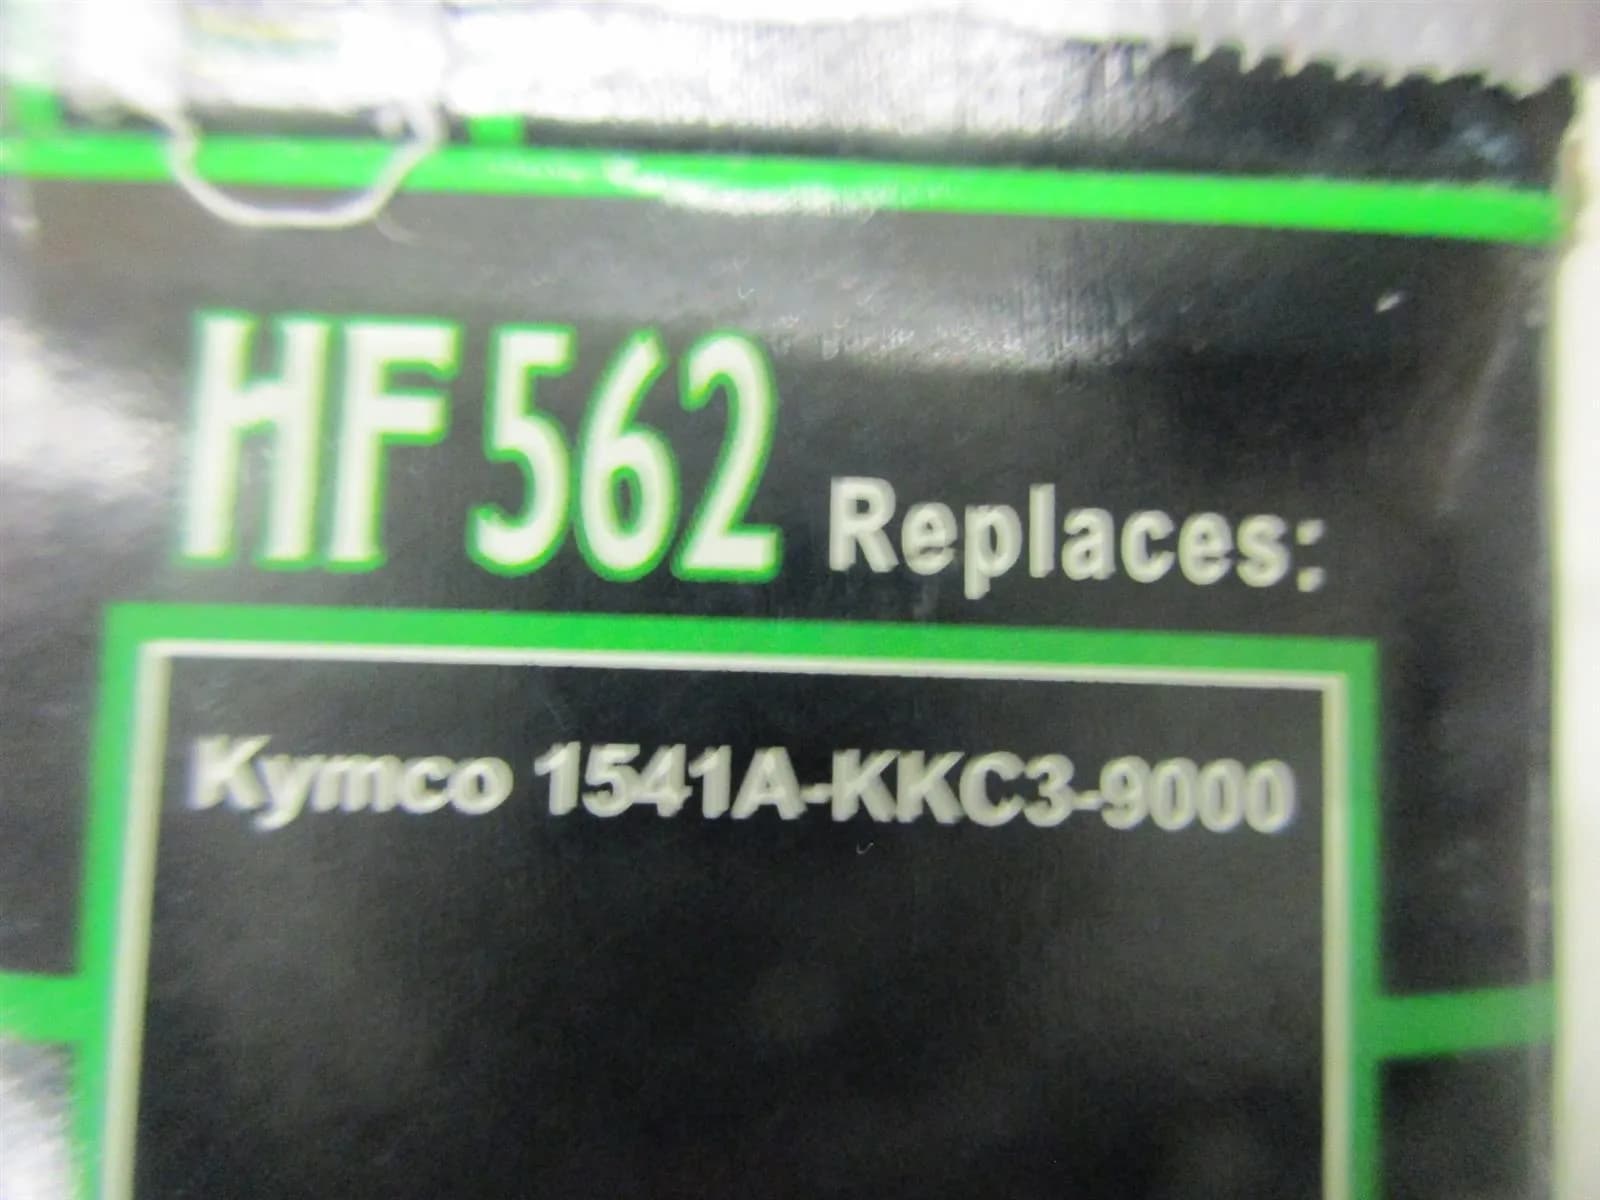 HF 562 Replaces:
Kymco 1541A-KKC3-9000